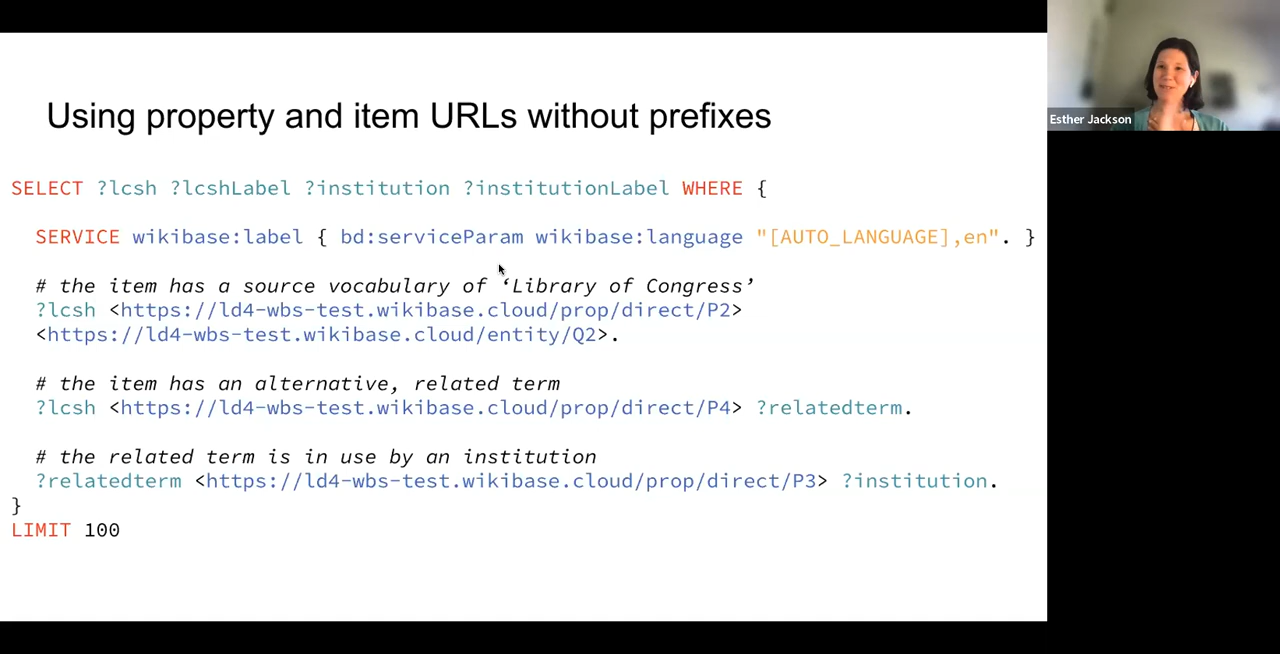 Using property and item URLs without prefixes
Esther Jackson
SELECT ?lcsh ?lcshLabel ?institution ?institutionLabel WHERE {
SERVICE wikibase:label { bd:serviceParam wikibase:language "[AUTO_LANGUAGE],en". }
# the item has a source vocabulary of ‘Library of Congress’
?lcsh <https://ld4-wbs-test.wikibase.cloud/prop/direct/P2>
<https://ld4-wbs-test.wikibase.cloud/entity/Q2>.
# the item has an alternative, related term
?lcsh <https://ld4-wbs-test.wikibase.cloud/prop/direct/P4> ?relatedterm.
# the related term is in use by an institution
?relatedterm <https://ld4-wbs-test.wikibase.cloud/prop/direct/P3> ?institution.
}
LIMIT 100